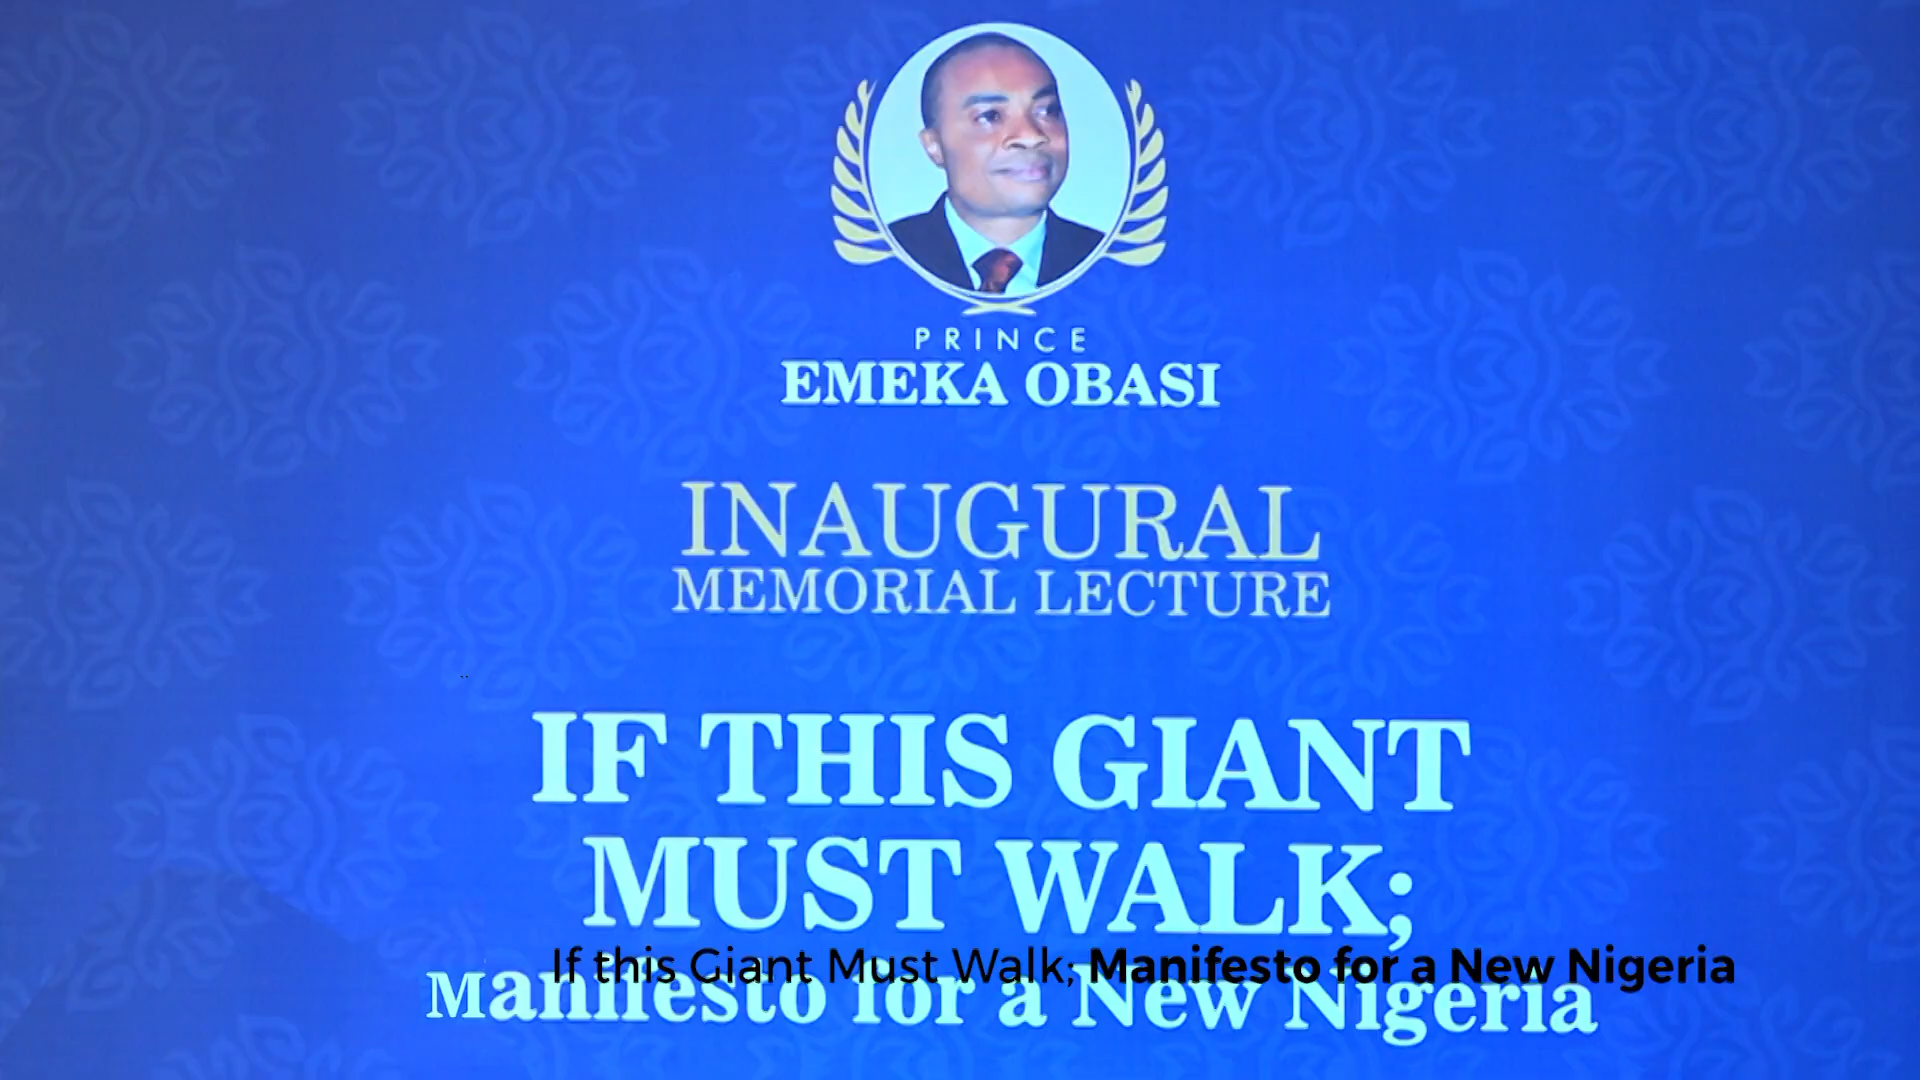 PRINCE
EMEKA OBASI
INAUGURAL
MEMORIAL LECTURE
IF THIS GIANT
MUST WALK;
If this Giant Must Walk; Manifesto for a New Nigeria
Manifesto for a New Nigeria